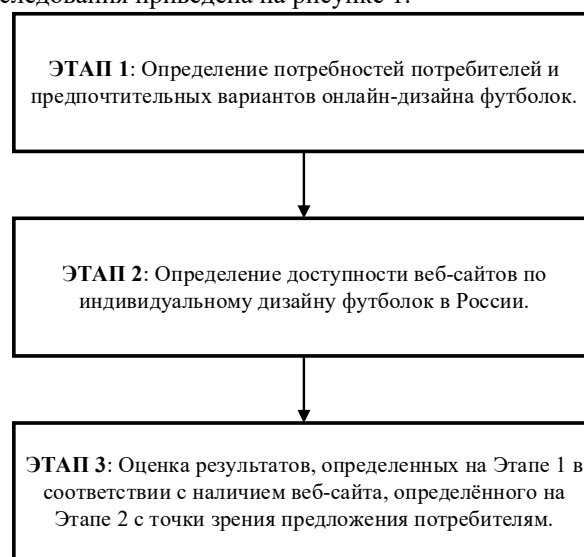 ЭТАП 1: Определение потребностей потребителей и
предпочтительных вариантов онлайн-дизайна футболок.
ЭТАП 2: Определение доступности веб-сайтов по
индивидуальному дизайну футболок в России.
ЭТАП 3: Оценка результатов, определенных на Этапе 1 в
соответствии с наличием веб-сайта, определённого на
Этапе 2 с точки зрения предложения потребителям.